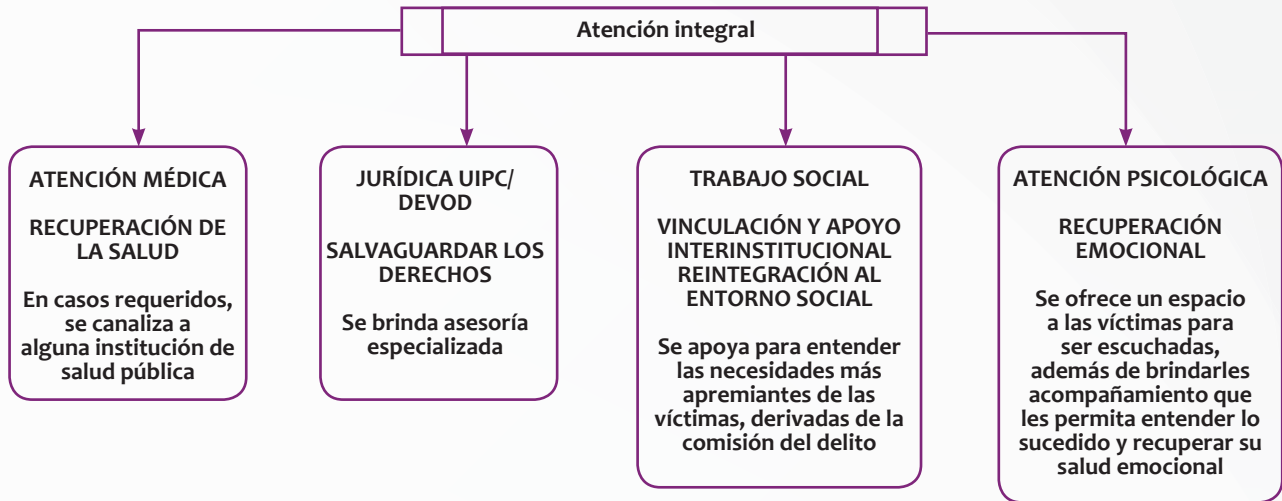 Atención integral
ATENCIÓN MÉDICA
RECUPERACIÓN DE
LA SALUD
En casos requeridos,
se canaliza a
alguna institución de
salud pública
JURÍDICA UIPC/
DEVOD
SALVAGUARDAR LOS
DERECHOS
Se brinda asesoría
especializada
TRABAJO SOCIAL
VINCULACIÓN Y APOYO
INTERINSTITUCIONAL
REINTEGRACIÓN AL
ENTORNO SOCIAL
Se apoya para entender
las necesidades más
apremiantes de las
víctimas, derivadas de la
comisión del delito
ATENCIÓN PSICOLÓGICA
RECUPERACIÓN
EMOCIONAL
Se ofrece un espacio
a las víctimas para
ser escuchadas,
además de brindarles
acompañamiento que
les permita entender lo
sucedido y recuperar su
salud emocional